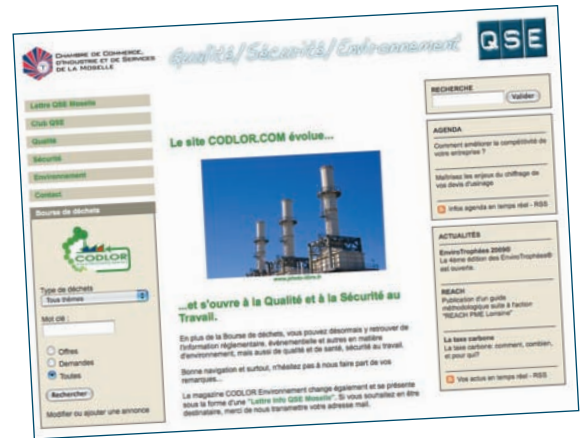 CHAMBRE DE COMMERCE,
D'INDUSTRIE ET DE SERVICES
DE LA MOSELLE
Qualité/Sécurité/Environnement
QSE
Lettre QSE Moselle
Club QSE
Qualité
Sécurité
Environnement
Contact
Bourse de déchets
CODLOR
Type de déchets
Tous thèmes
Mot clé :
Offres
Demandes
Toutes
Rechercher
Modifier ou ajouter une annonce
Le site CODLOR.COM évolue...
www.photo-libre.fr
...et s'ouvre à la Qualité et à la Sécurité au
Travail.
En plus de la Bourse de déchets, vous pouvez désormais y retrouver de
l'information réglementaire, évènementielle et autres en matière
d'environnement, mais aussi de qualité et de santé, sécurité au travail.
Bonne navigation et surtout, n'hésitez pas à nous faire part de vos
remarques...
Le magazine CODLOR Environnement change également et se présente
sous la forme d'une "Lettre info QSE Moselle". Si vous souhaitez en être
destinataire, merci de nous transmettre votre adresse mail.
RECHERCHE
Valider
AGENDA
Comment améliorer la compétitivité de
votre entreprise ?
Maîtrisez les enjeux du chiffrage de
vos devis d'usinage
Infos agenda en temps réel - RSS
ACTUALITÉS
EnviroTrophées 2009®
La 4ème édition des EnviroTrophées®
est ouverte.
REACH
Publication d'un guide
méthodologique suite à l'action
"REACH PME Lorraine"
La taxe carbone
La taxe carbone: comment, combien,
et pour qui?
Vos actus en temps réel - RSS